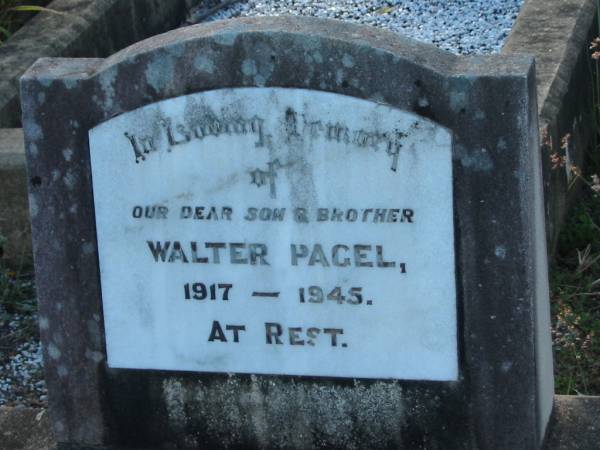 In Loving Memory
of
OUR DEAR SON & BROTHER
WALTER PAGEL,
1917 — 1945.
AT REST.